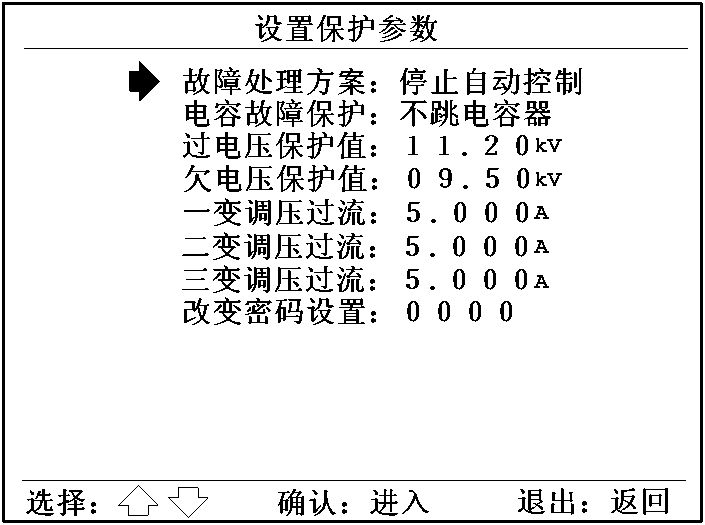 设置保护参数
故障处理方案：停止自动控制
电容故障保护：不跳电容器
过电压保护值：11.20kV
欠电压保护值：09.50kV
一变调压过流：5.000A
二变调压过流：5.000A
三变调压过流：5.000A
改变密码设置：0000
选择： 确认：进入 退出：返回